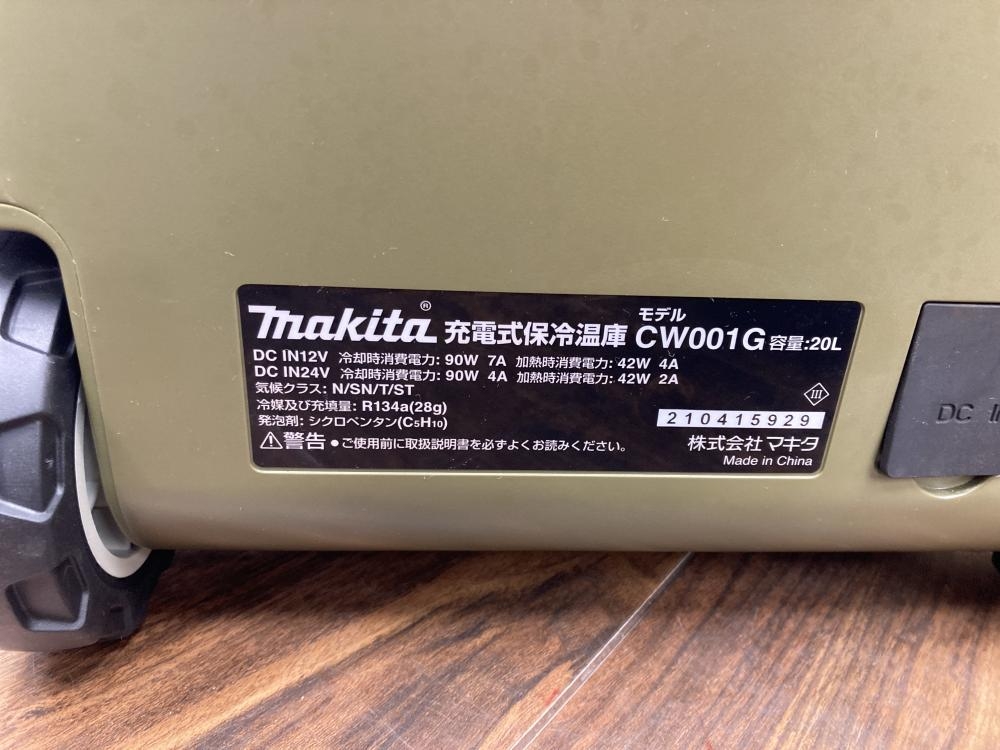 makita® 充電式保冷温庫 モデル CW001G 容量:20L
DC IN12V 冷却時消費電力: 90W 7A 加熱時消費電力: 42W 4A
DC IN24V 冷却時消費電力: 90W 4A 加熱時消費電力: 42W 2A
気候クラス: N/SN/T/ST
冷媒及び充填量: R134a(28g)
発泡剤: シクロペンタン(C5H10)
⚠警告 ●ご使用前に取扱説明書を必ずよくお読みください。
III
210415929
株式会社マキタ
Made in China
DC